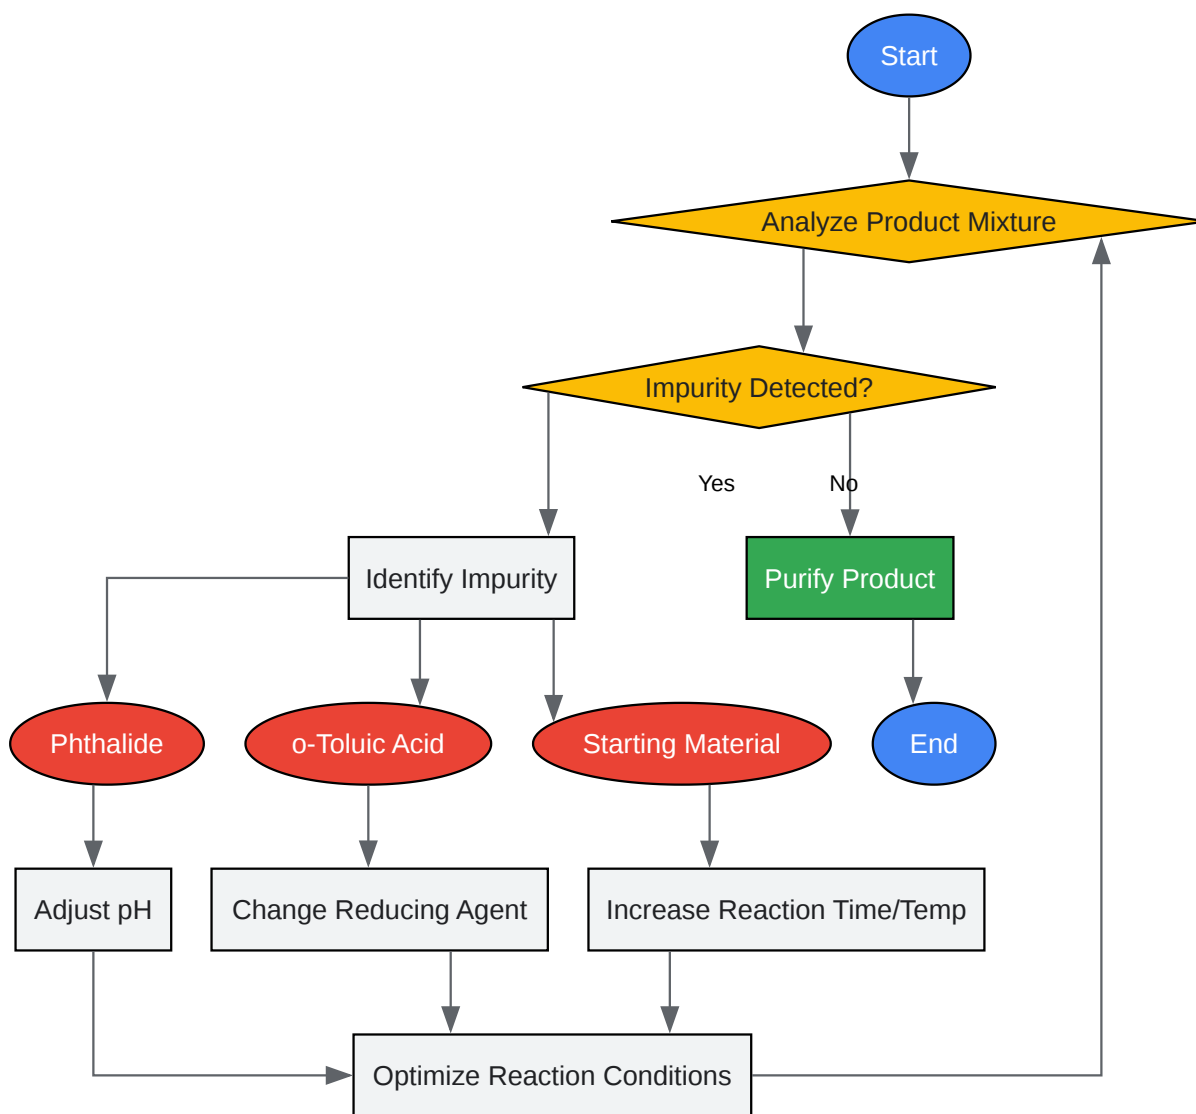 Start
Analyze Product Mixture
Impurity Detected?
Yes
No
Identify Impurity
Purify Product
Phthalide
o-Toluic Acid
Starting Material
End
Adjust pH
Change Reducing Agent
Increase Reaction Time/Temp
Optimize Reaction Conditions